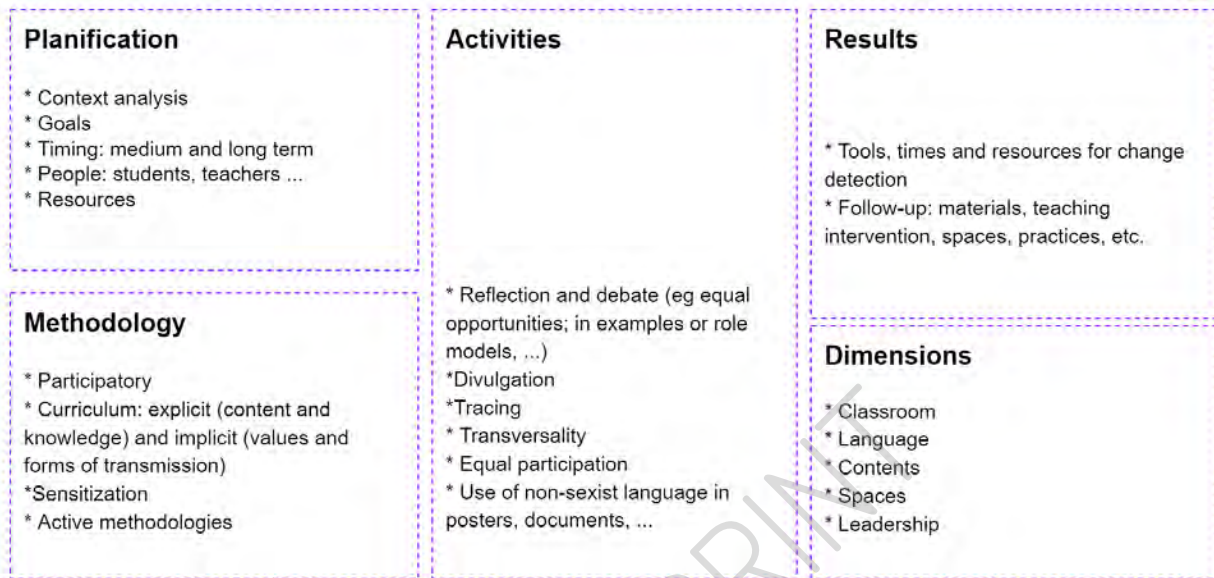 Planification
* Context analysis
* Goals
* Timing: medium and long term
* People: students, teachers ...
* Resources
Methodology
* Participatory
* Curriculum: explicit (content and
knowledge) and implicit (values and
forms of transmission)
*Sensitization
* Active methodologies
Activities
* Reflection and debate (eg equal
opportunities; in examples or role
models, ...)
*Divulgation
*Tracing
* Transversality
* Equal participation
* Use of non-sexist language in
posters, documents, ...
Results
* Tools, times and resources for change
detection
* Follow-up: materials, teaching
intervention, spaces, practices, etc.
Dimensions
* Classroom
* Language
* Contents
* Spaces
* Leadership